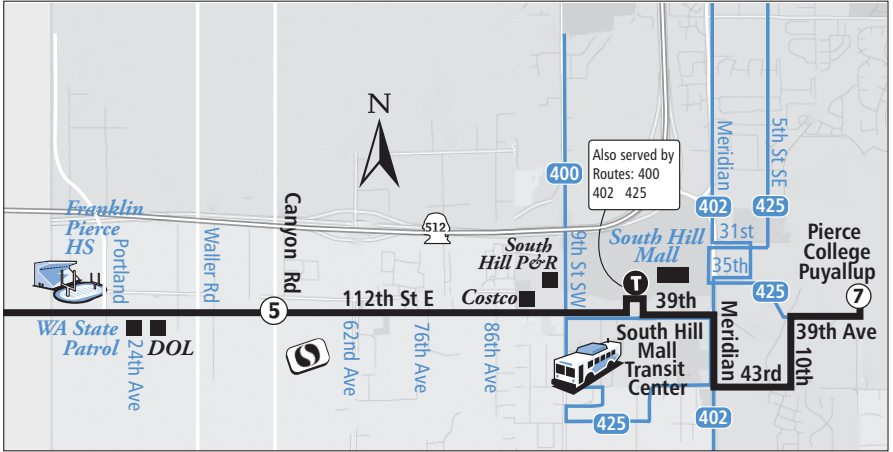 N
Also served by
Routes: 400
402 425
400
Meridian
5th St SE
402
425
Franklin
Pierce
HS
Portland
Waller Rd
Canyon Rd
512
South
Hill P&R
9th St SW
South Hill
Mall
31st
35th
Pierce
College
Puyallup
425
7
T
39th
Costco
112th St E
5
WA State
Patrol
24th Ave
DOL
62nd Ave
76th Ave
86th Ave
South Hill
Mall
Transit
Center
Meridian
43rd
10th
39th Ave
425
402